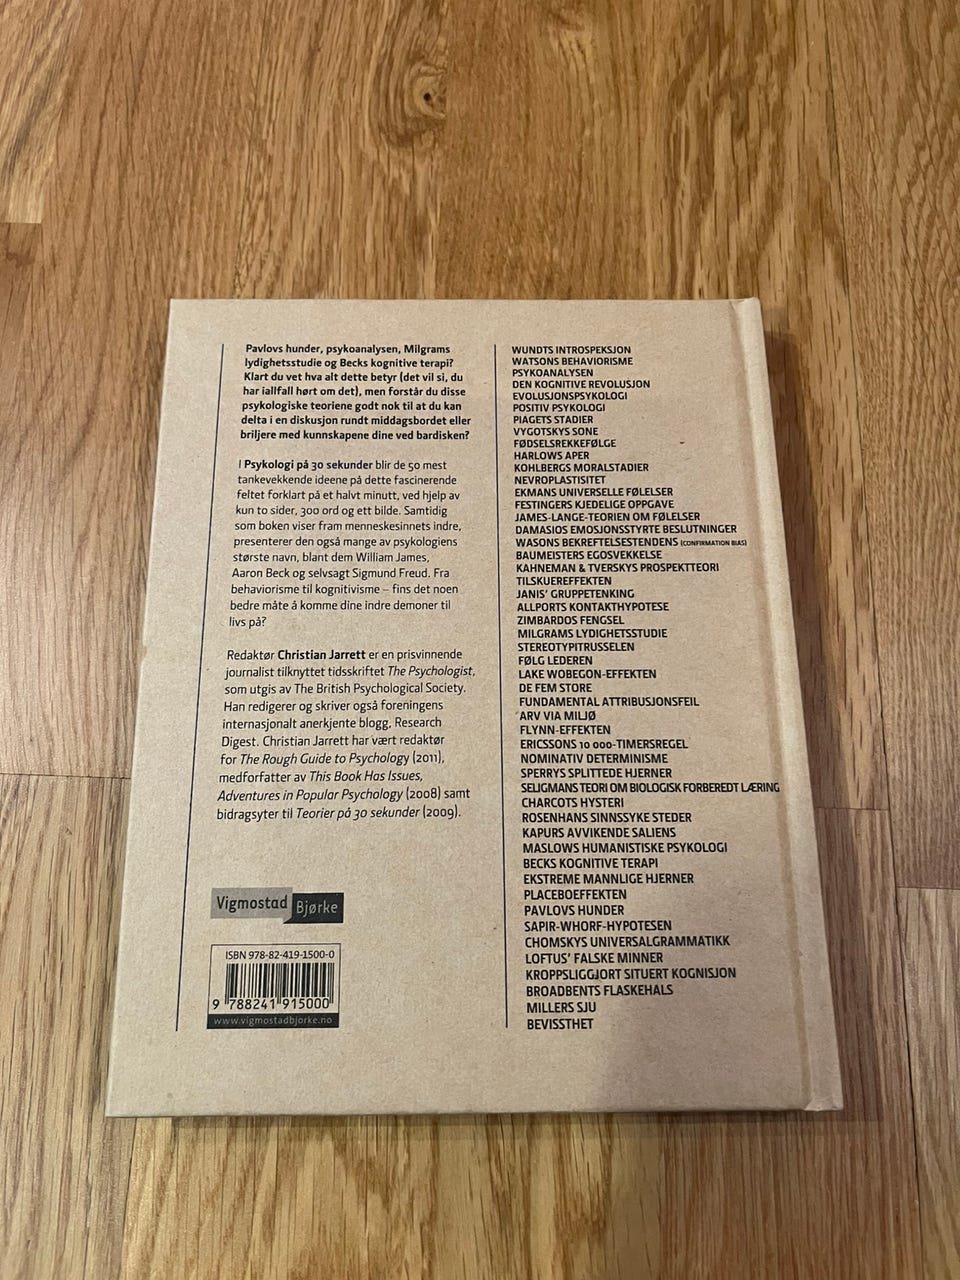 Pavlovs hunder, psykoanalysen, Milgrams
lydighetsstudie og Becks kognitive terapi?
Klart du vet hva alt dette betyr (det vil si, du
har iallfall hørt om det), men forstår du disse
psykologiske teoriene godt nok til at du kan
delta i en diskusjon rundt middagsbordet eller
briljere med kunnskapene dine ved bardisken?
I Psykologi på 30 sekunder blir de 50 mest
tankevekkende ideene på dette fascinerende
feltet forklart på et halvt minutt, ved hjelp av
kun to sider, 300 ord og ett bilde. Samtidig
som boken viser fram menneskesinnets indre,
presenterer den også mange av psykologiens
største navn, blant dem William James,
Aaron Beck og selvsagt Sigmund Freud. Fra
behaviorisme til kognitivisme – fins det noen
bedre måte å komme dine indre demoner til
livs på?
Redaktør Christian Jarrett er en prisvinnende
journalist tilknyttet tidsskriftet The Psychologist,
som utgis av The British Psychological Society.
Han redigerer og skriver også foreningens
internasjonalt anerkjente blogg, Research
Digest. Christian Jarrett har vært redaktør
for The Rough Guide to Psychology (2011),
medforfatter av This Book Has Issues,
Adventures in Popular Psychology (2008) samt
bidragsyter til Teorier på 30 sekunder (2009).
Vigmostad
Bjørke
ISBN 978-82-419-1500-0
9 788241 915000
www.vigmostadbjorke.no
WUNDTS INTROSPEKSJON
WATSONS BEHAVIORISME
PSYKOANALYSEN
DEN KOGNITIVE REVOLUSJON
EVOLUSJONSPSYKOLOGI
POSITIV PSYKOLOGI
PIAGETS STADIER
VYGOTSKYS SONE
FØDSELSREKKEFØLGE
HARLOWS APER
KOHLBERGS MORALSTADIER
NEVROPLASTISITET
EKMANS UNIVERSELLE FØLELSER
FESTINGERS KJEDELIGE OPPGAVE
JAMES-LANGE-TEORIEN OM FØLELSER
DAMASIOS EMOSJONSSTYRTE BESLUTNINGER
WASONS BEKREFTELSESTENDENS (CONFIRMATION BIAS)
BAUMEISTERS EGOSVEKKELSE
KAHNEMAN & TVERSKYS PROSPEKTTEORI
TILSKUEREFFEKTEN
JANIS' GRUPPETENKING
ALLPORTS KONTAKTHYPOTESE
ZIMBARDOS FENGSEL
MILGRAMS LYDIGHETSSTUDIE
STEREOTYPITRUSSELEN
FØLG LEDEREN
LAKE WOBEGON-EFFEKTEN
DE FEM STORE
FUNDAMENTAL ATTRIBUSJONSFEIL
ARV VIA MILJØ
FLYNN-EFFEKTEN
ERICSSONS 10 000-TIMERSREGEL
NOMINATIV DETERMINISME
SPERRYS SPLITTEDE HJERNER
SELIGMANS TEORI OM BIOLOGISK FORBEREDT LÆRING
CHARCOTS HYSTERI
ROSENHANS SINNSSYKE STEDER
KAPURS AVVIKENDE SALIENS
MASLOWS HUMANISTISKE PSYKOLOGI
BECKS KOGNITIVE TERAPI
EKSTREME MANNLIGE HJERNER
PLACEBOEFFEKTEN
PAVLOVS HUNDER
SAPIR-WHORF-HYPOTESEN
CHOMSKYS UNIVERSALGRAMMATIKK
LOFTUS' FALSKE MINNER
KROPPSLIGGJORT SITUERT KOGNISJON
BROADBENTS FLASKEHALS
MILLERS SJU
BEVISSTHET